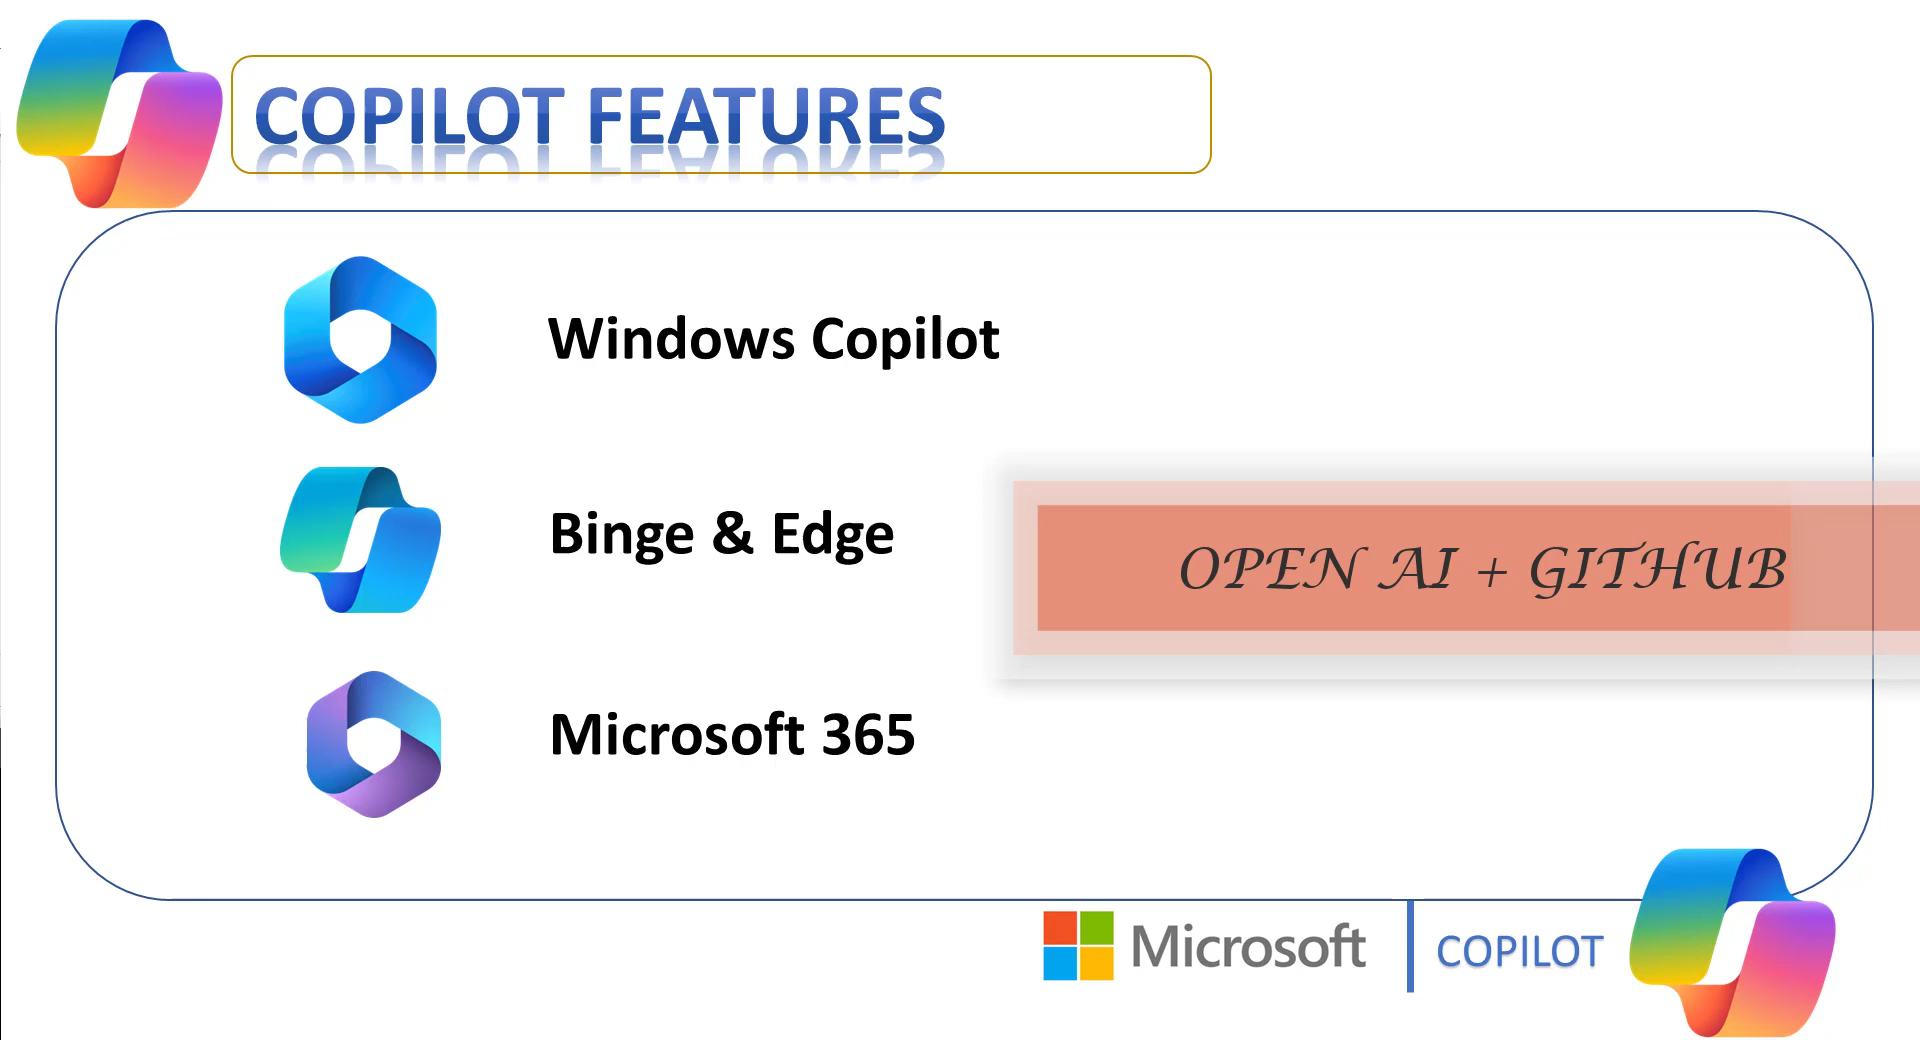 COPILOT FEATURES
Windows Copilot
Binge & Edge
OPEN AI + GITHUB
Microsoft 365
Microsoft
COPILOT